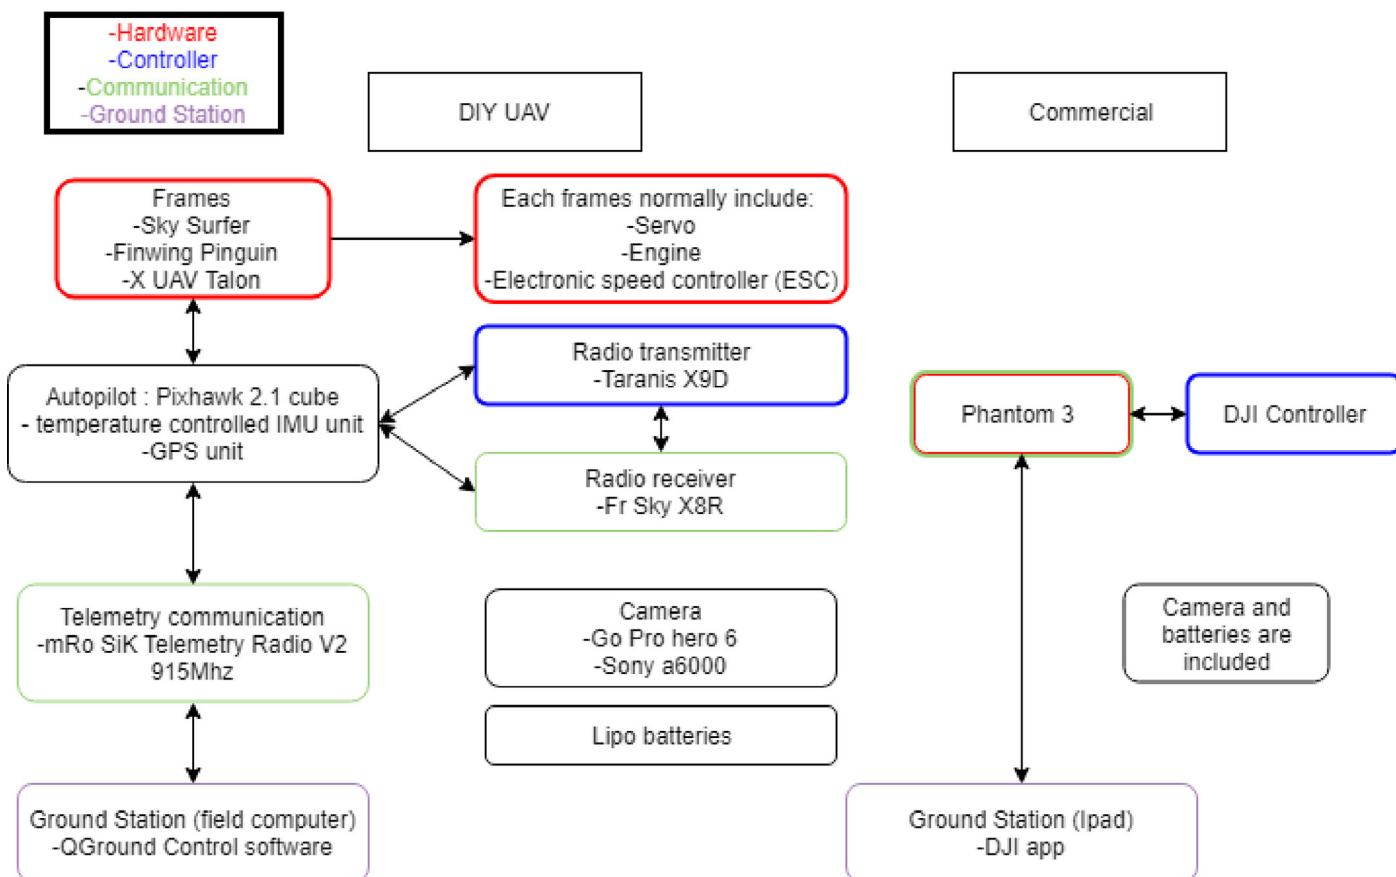 -Hardware
-Controller
-Communication
-Ground Station
DIY UAV
Commercial
Frames
-Sky Surfer
-Finwing Pinguin
-X UAV Talon
Each frames normally include:
-Servo
-Engine
-Electronic speed controller (ESC)
Autopilot : Pixhawk 2.1 cube
- temperature controlled IMU unit
-GPS unit
Radio transmitter
-Taranis X9D
Radio receiver
-Fr Sky X8R
Phantom 3
DJI Controller
Telemetry communication
-mRo SiK Telemetry Radio V2
915Mhz
Camera
-Go Pro hero 6
-Sony a6000
Lipo batteries
Camera and
batteries are
included
Ground Station (field computer)
-QGround Control software
Ground Station (Ipad)
-DJI app